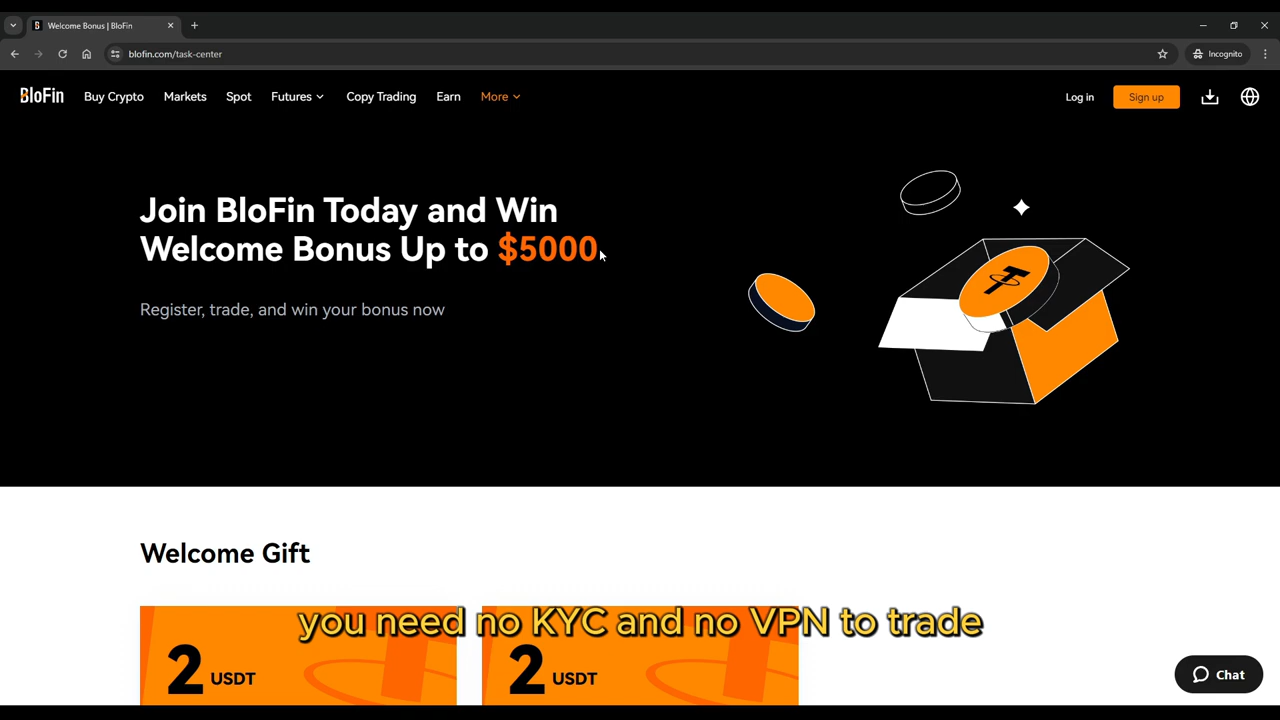 Welcome Bonus | BloFin
blofin.com/task-center
Incognito
BloFin
Buy Crypto
Markets
Spot
Futures
Copy Trading
Earn
More
Log in
Sign up
Join BloFin Today and Win
Welcome Bonus Up to $5000
Register, trade, and win your bonus now
Welcome Gift
you need no KYC and no VPN to trade
2 USDT
2 USDT
Chat